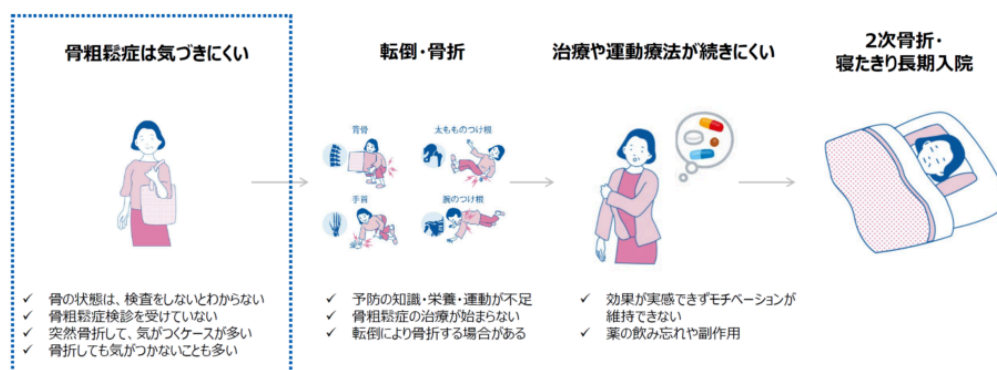 骨粗鬆症は気づきにくい
転倒・骨折
治療や運動療法が続きにくい
2次骨折・
寝たきり長期入院
背骨
太もものつけ根
手首
腕のつけ根
✓ 骨の状態は、検査をしないとわからない
✓ 骨粗鬆症検診を受けていない
✓ 突然骨折して、気がつくケースが多い
✓ 骨折しても気がつかないことも多い
✓ 予防の知識・栄養・運動が不足
✓ 骨粗鬆症の治療が始まらない
✓ 転倒により骨折する場合がある
✓ 効果が実感できずモチベーションが
維持できない
✓ 薬の飲み忘れや副作用